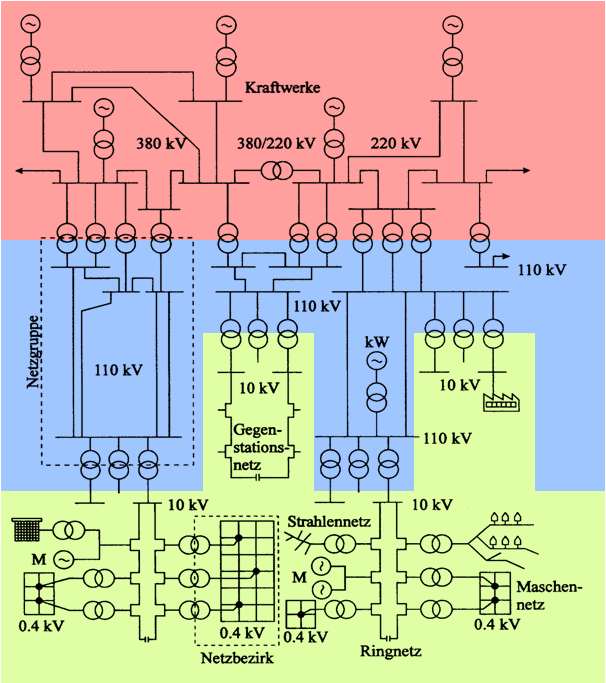 Kraftwerke
380 kV
380/220 kV
220 kV
110 kV
110 kV
Netzgruppe
110 kV
kW
10 kV
10 kV
Gegen-
stations-
netz
110 kV
10 kV
10 kV
Strahlennetz
M
M
Maschen-
netz
0.4 kV
0.4 kV
0.4 kV
0.4 kV
Netzbezirk
Ringnetz